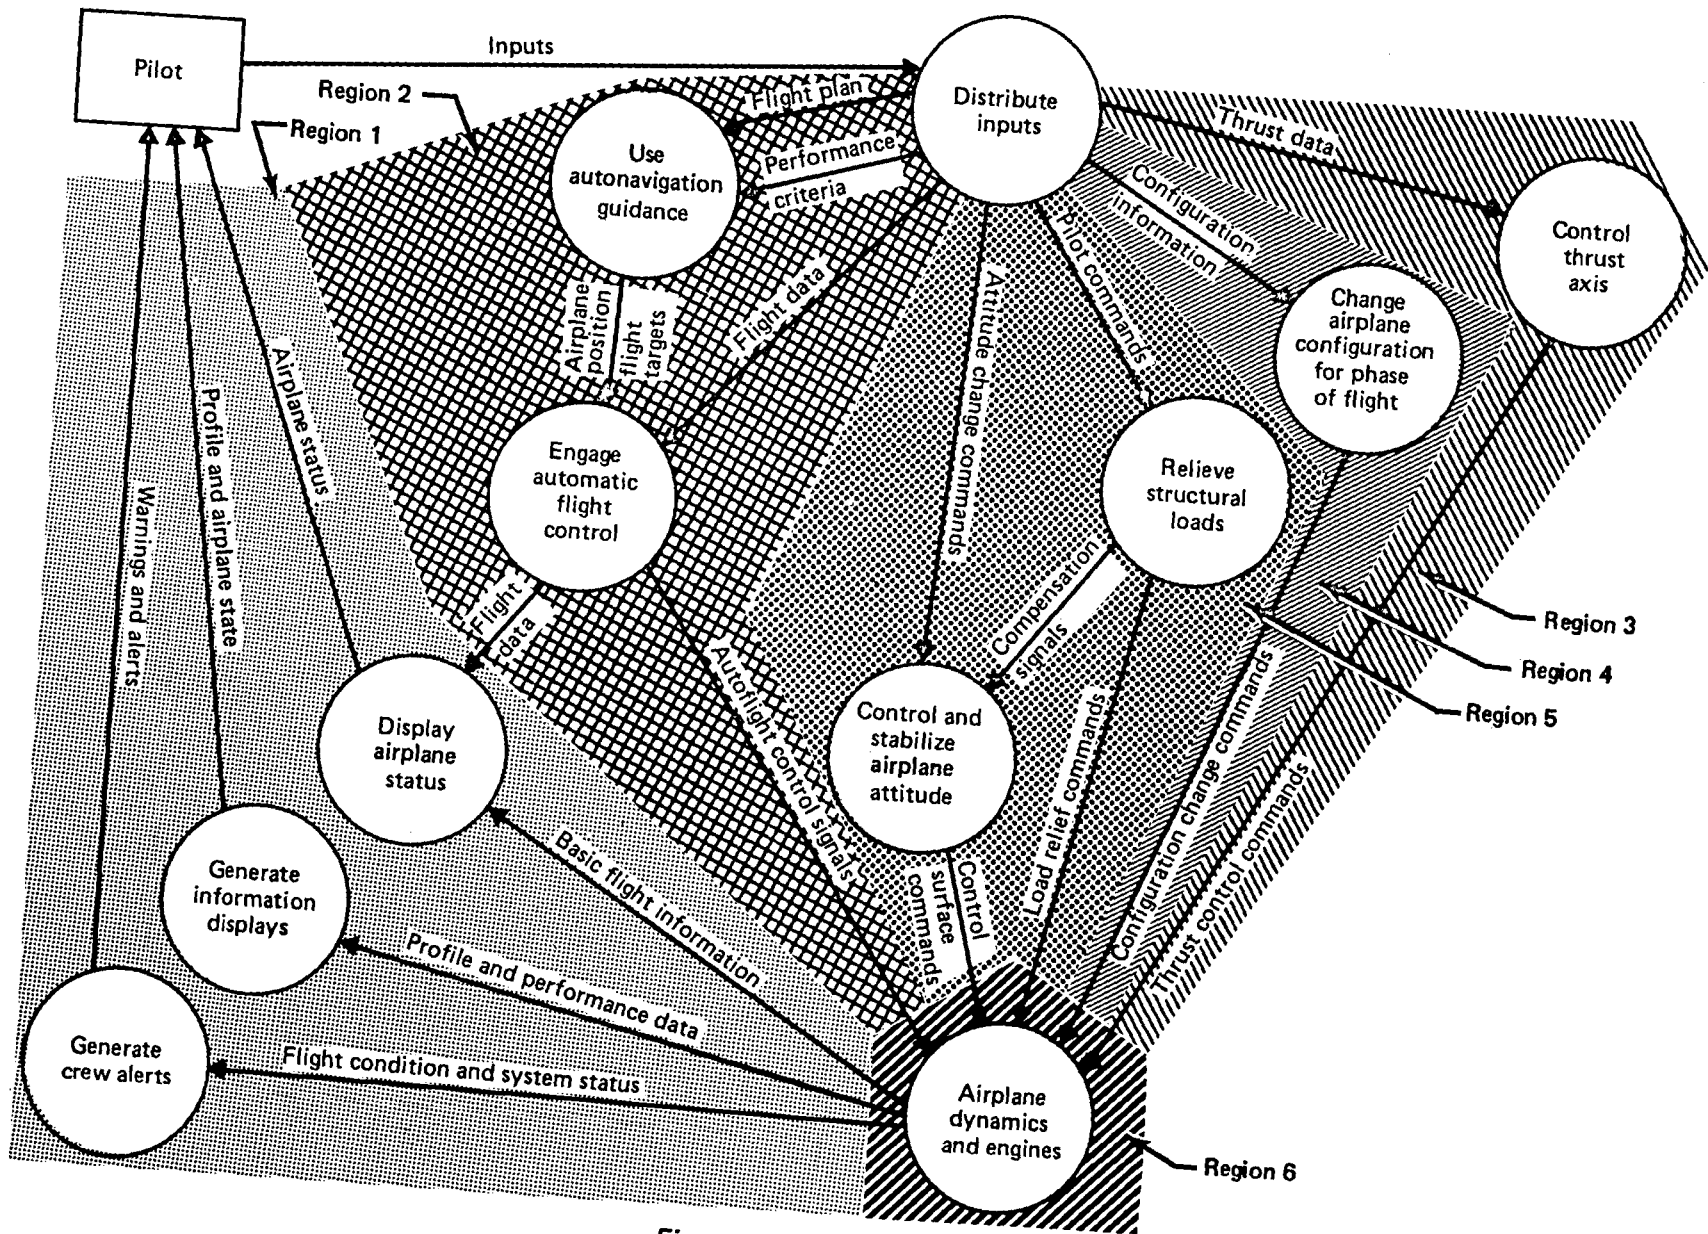 Pilot
Inputs
Distribute
inputs
Region 2
Region 1
Flight plan
Use
autonavigation
guidance
Performance
criteria
Thrust data
Configuration
information
Pilot commands
Control
thrust
axis
Airplane
position
flight
targets
Flight data
Attitude change commands
Change
airplane
configuration
for phase
of flight
Airplane status
Profile and airplane state
Warnings and alerts
Engage
automatic
flight
control
Relieve
structural
loads
Compensation
signals
Flight
data
Region 3
Region 4
Region 5
Autoflight control signals
Display
airplane
status
Control and
stabilize
airplane
attitude
Load relief commands
Configuration change commands
Thrust control commands
Basic flight information
Control
surface
commands
Generate
information
displays
Profile and performance data
Generate
crew alerts
Flight condition and system status
Airplane
dynamics
and engines
Region 6